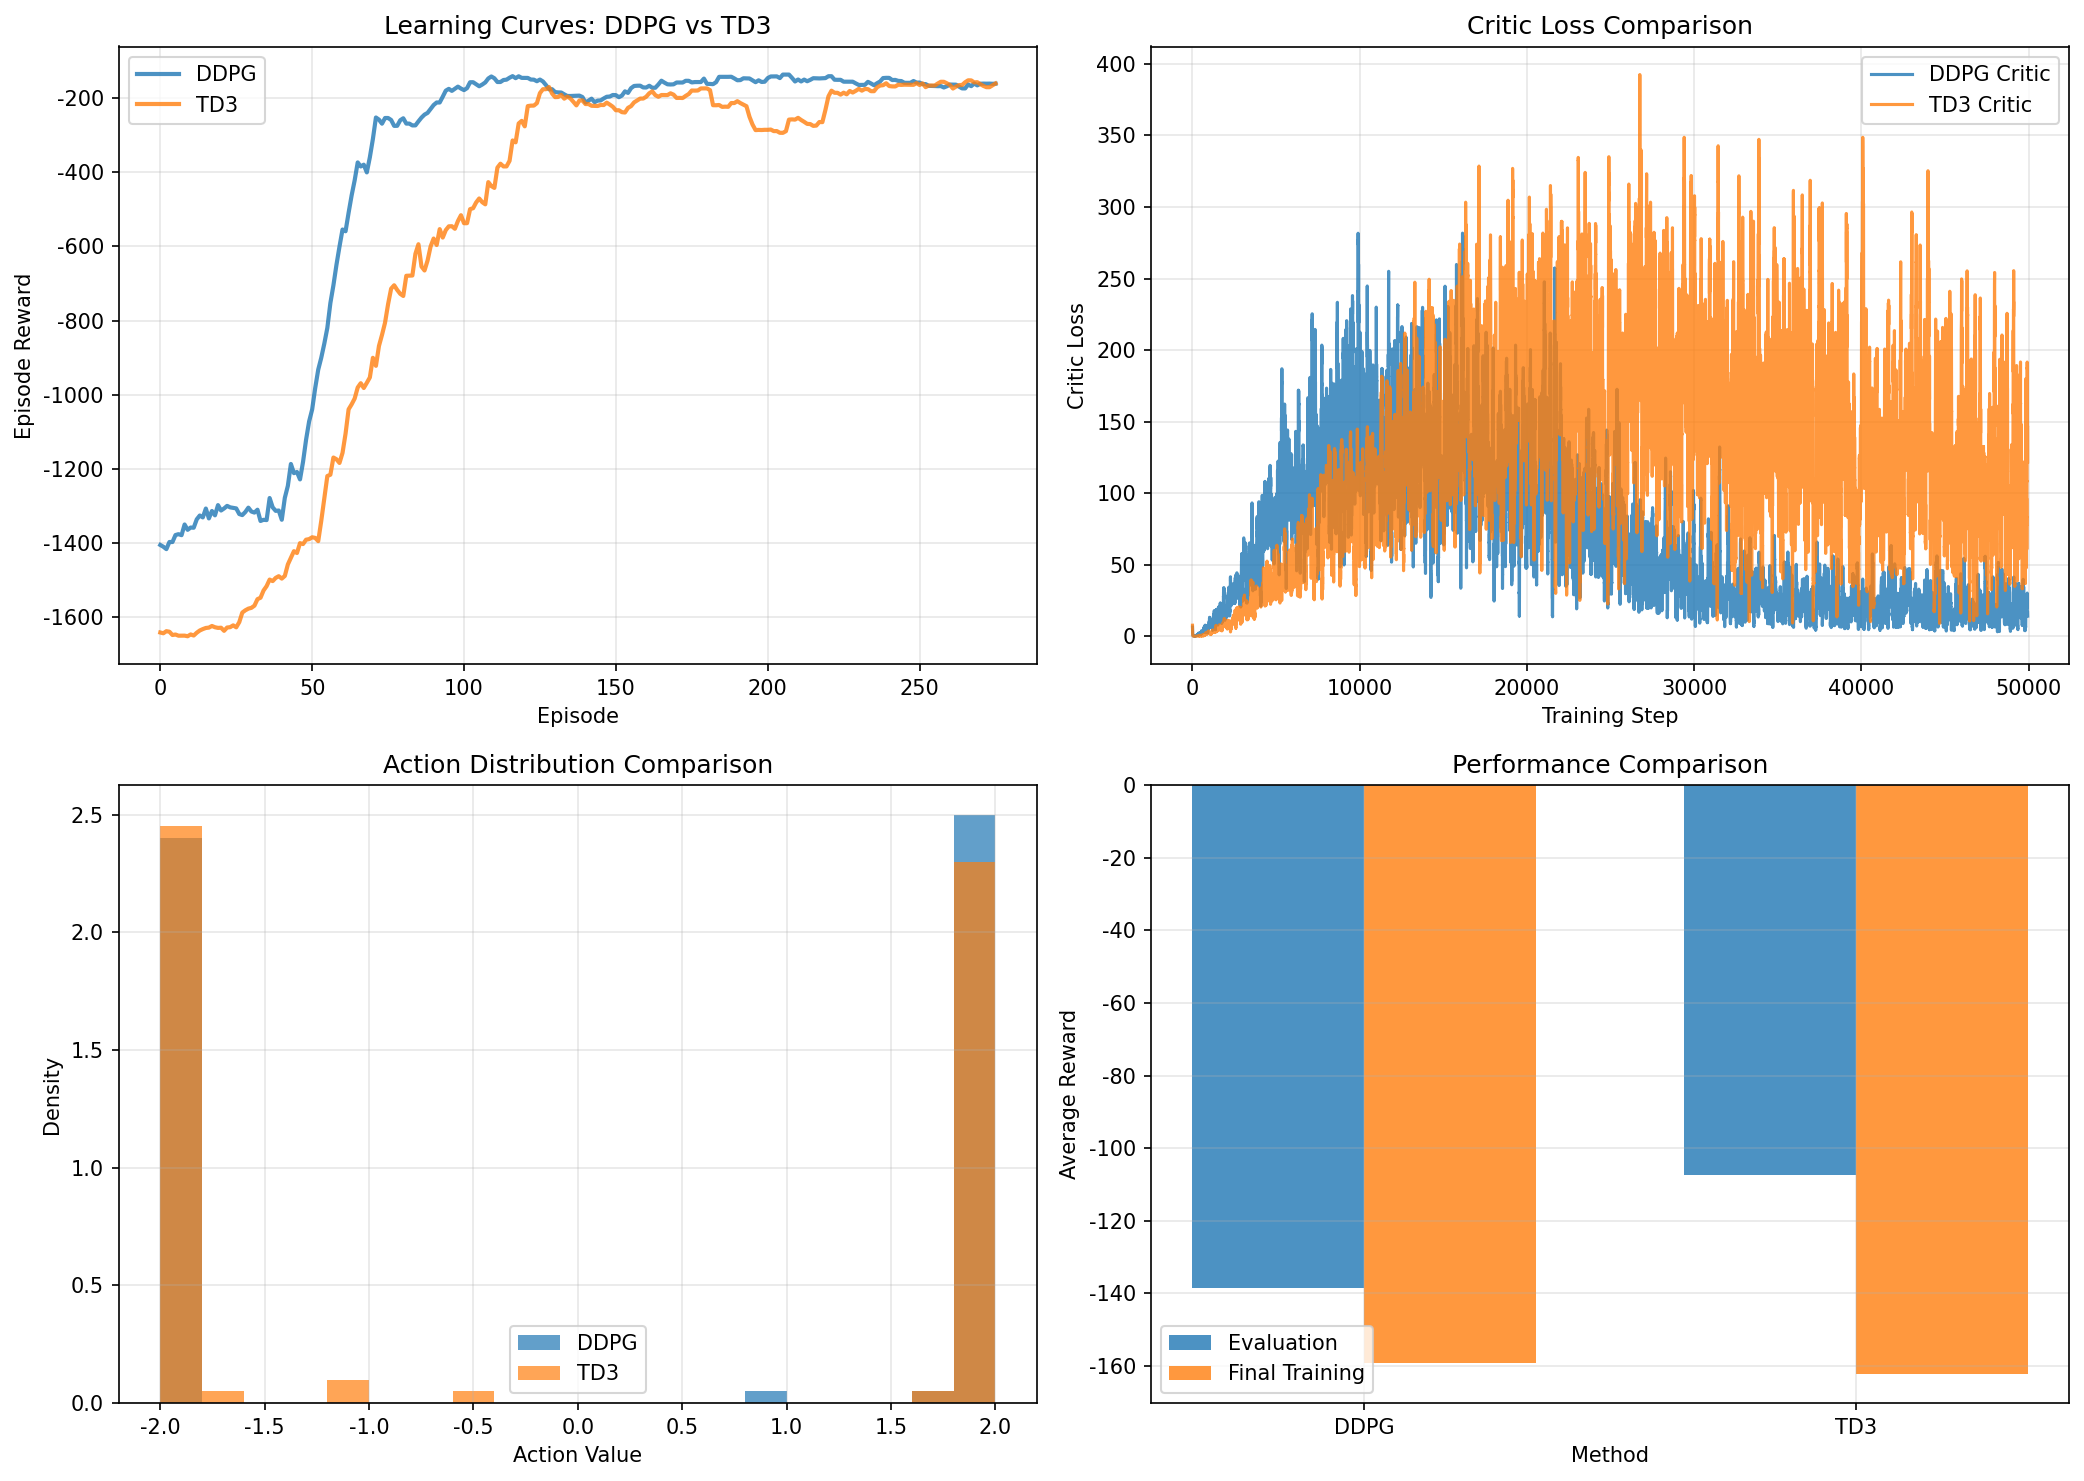 Learning Curves: DDPG vs TD3
DDPG
TD3
-200
-400
-600
-800
-1000
-1200
-1400
-1600
Episode Reward
0 50 100 150 200 250
Episode
Critic Loss Comparison
DDPG Critic
TD3 Critic
400
350
300
250
200
150
100
50
0
Critic Loss
0 10000 20000 30000 40000 50000
Training Step
Action Distribution Comparison
2.5
2.0
1.5
1.0
0.5
0.0
Density
DDPG
TD3
-2.0 -1.5 -1.0 -0.5 0.0 0.5 1.0 1.5 2.0
Action Value
Performance Comparison
0
-20
-40
-60
-80
-100
-120
-140
-160
Average Reward
Evaluation
Final Training
DDPG TD3
Method